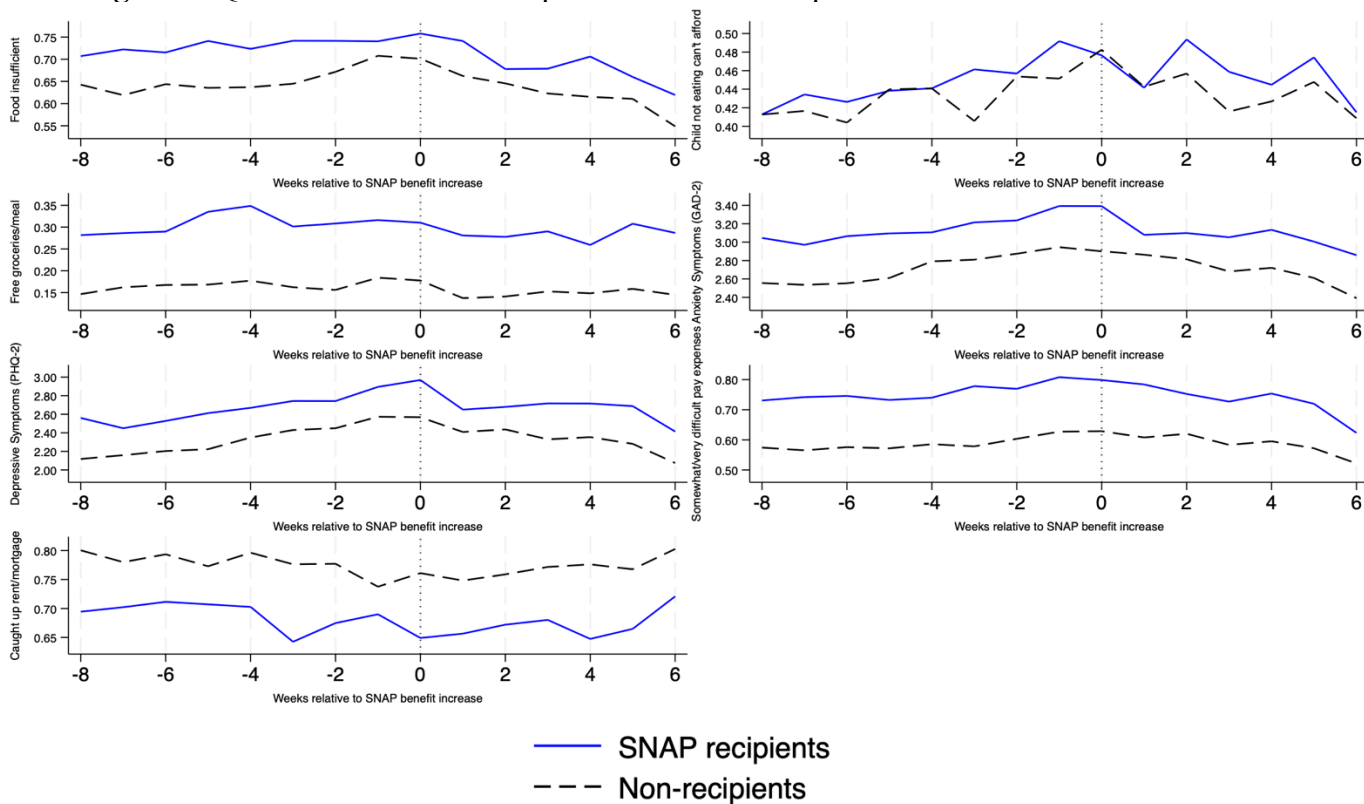 Food insufficient
0.75
0.70
0.65
0.60
0.55
-8 -6 -4 -2 0 2 4 6
Weeks relative to SNAP benefit increase
Child not eating can't afford
0.50
0.48
0.46
0.44
0.42
0.40
-8 -6 -4 -2 0 2 4 6
Weeks relative to SNAP benefit increase
Free groceries/meal
0.35
0.30
0.25
0.20
0.15
-8 -6 -4 -2 0 2 4 6
Weeks relative to SNAP benefit increase
Anxiety Symptoms (GAD-2)
3.40
3.20
3.00
2.80
2.60
2.40
-8 -6 -4 -2 0 2 4 6
Weeks relative to SNAP benefit increase
Depressive Symptoms (PHQ-2)
3.00
2.80
2.60
2.40
2.20
2.00
-8 -6 -4 -2 0 2 4 6
Weeks relative to SNAP benefit increase
Somewhat/very difficult pay expenses
0.80
0.70
0.60
0.50
-8 -6 -4 -2 0 2 4 6
Weeks relative to SNAP benefit increase
Caught up rent/mortgage
0.80
0.75
0.70
0.65
-8 -6 -4 -2 0 2 4 6
Weeks relative to SNAP benefit increase
SNAP recipients
Non-recipients